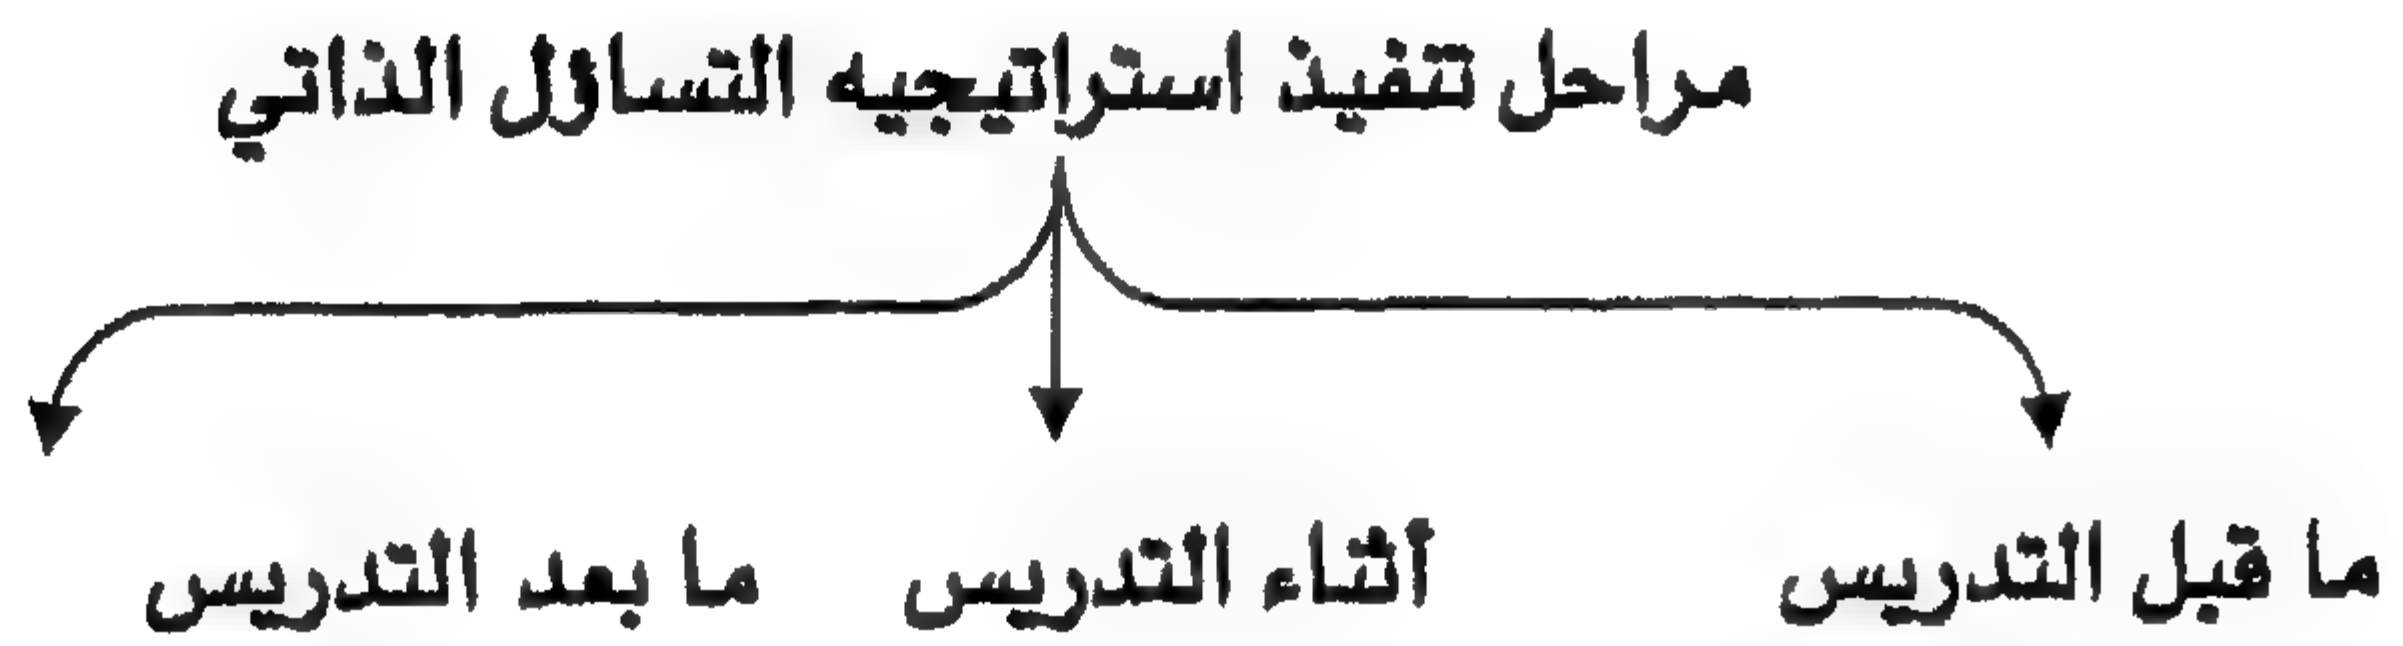 مراحل تنفيذ استراتيجيه التساؤل الذاتي
ما قبل التدريس
أثناء التدريس
ما بعد التدريس